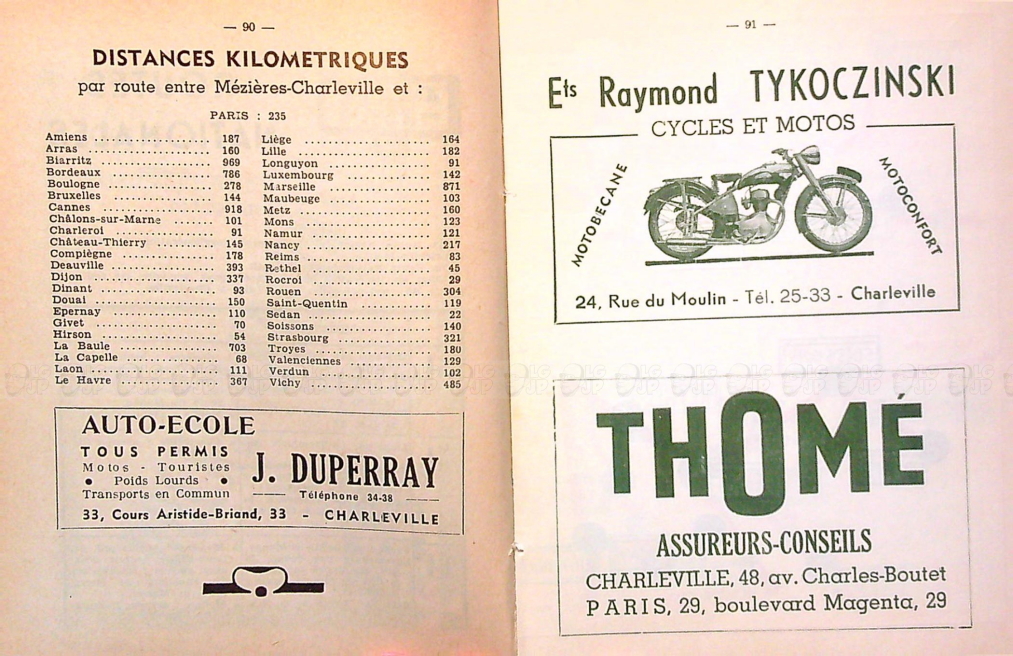 — 90 —
DISTANCES KILOMETRIQUES
par route entre Mézières-Charleville et :
PARIS : 235
Amiens 187
Arras 160
Biarritz 969
Bordeaux 786
Boulogne 278
Bruxelles 144
Cannes 918
Châlons-sur-Marne 101
Charleroi 91
Château-Thierry 145
Compiègne 178
Deauville 393
Dijon 337
Dinant 93
Douai 150
Epernay 110
Givet 70
Hirson 54
La Baule 703
La Capelle 68
Laon 111
Le Havre 367
Liège 164
Lille 182
Longuyon 91
Luxembourg 142
Marseille 871
Maubeuge 103
Metz 160
Mons 123
Namur 121
Nancy 217
Reims 83
Rethel 45
Rocroi 29
Rouen 304
Saint-Quentin 119
Sedan 22
Soissons 140
Strasbourg 321
Troyes 180
Valenciennes 129
Verdun 102
Vichy 485
AUTO-ECOLE
TOUS PERMIS
Motos - Touristes
• Poids Lourds •
Transports en Commun
J. DUPERRAY
Téléphone 34-38
33, Cours Aristide-Briand, 33 - CHARLEVILLE
— 91 —
Ets Raymond TYKOCZINSKI
CYCLES ET MOTOS
MOTOBECANE
MOTOCONFORT
24, Rue du Moulin - Tél. 25-33 - Charleville
THOMÉ
ASSUREURS-CONSEILS
CHARLEVILLE, 48, av. Charles-Boutet
PARIS, 29, boulevard Magenta, 29